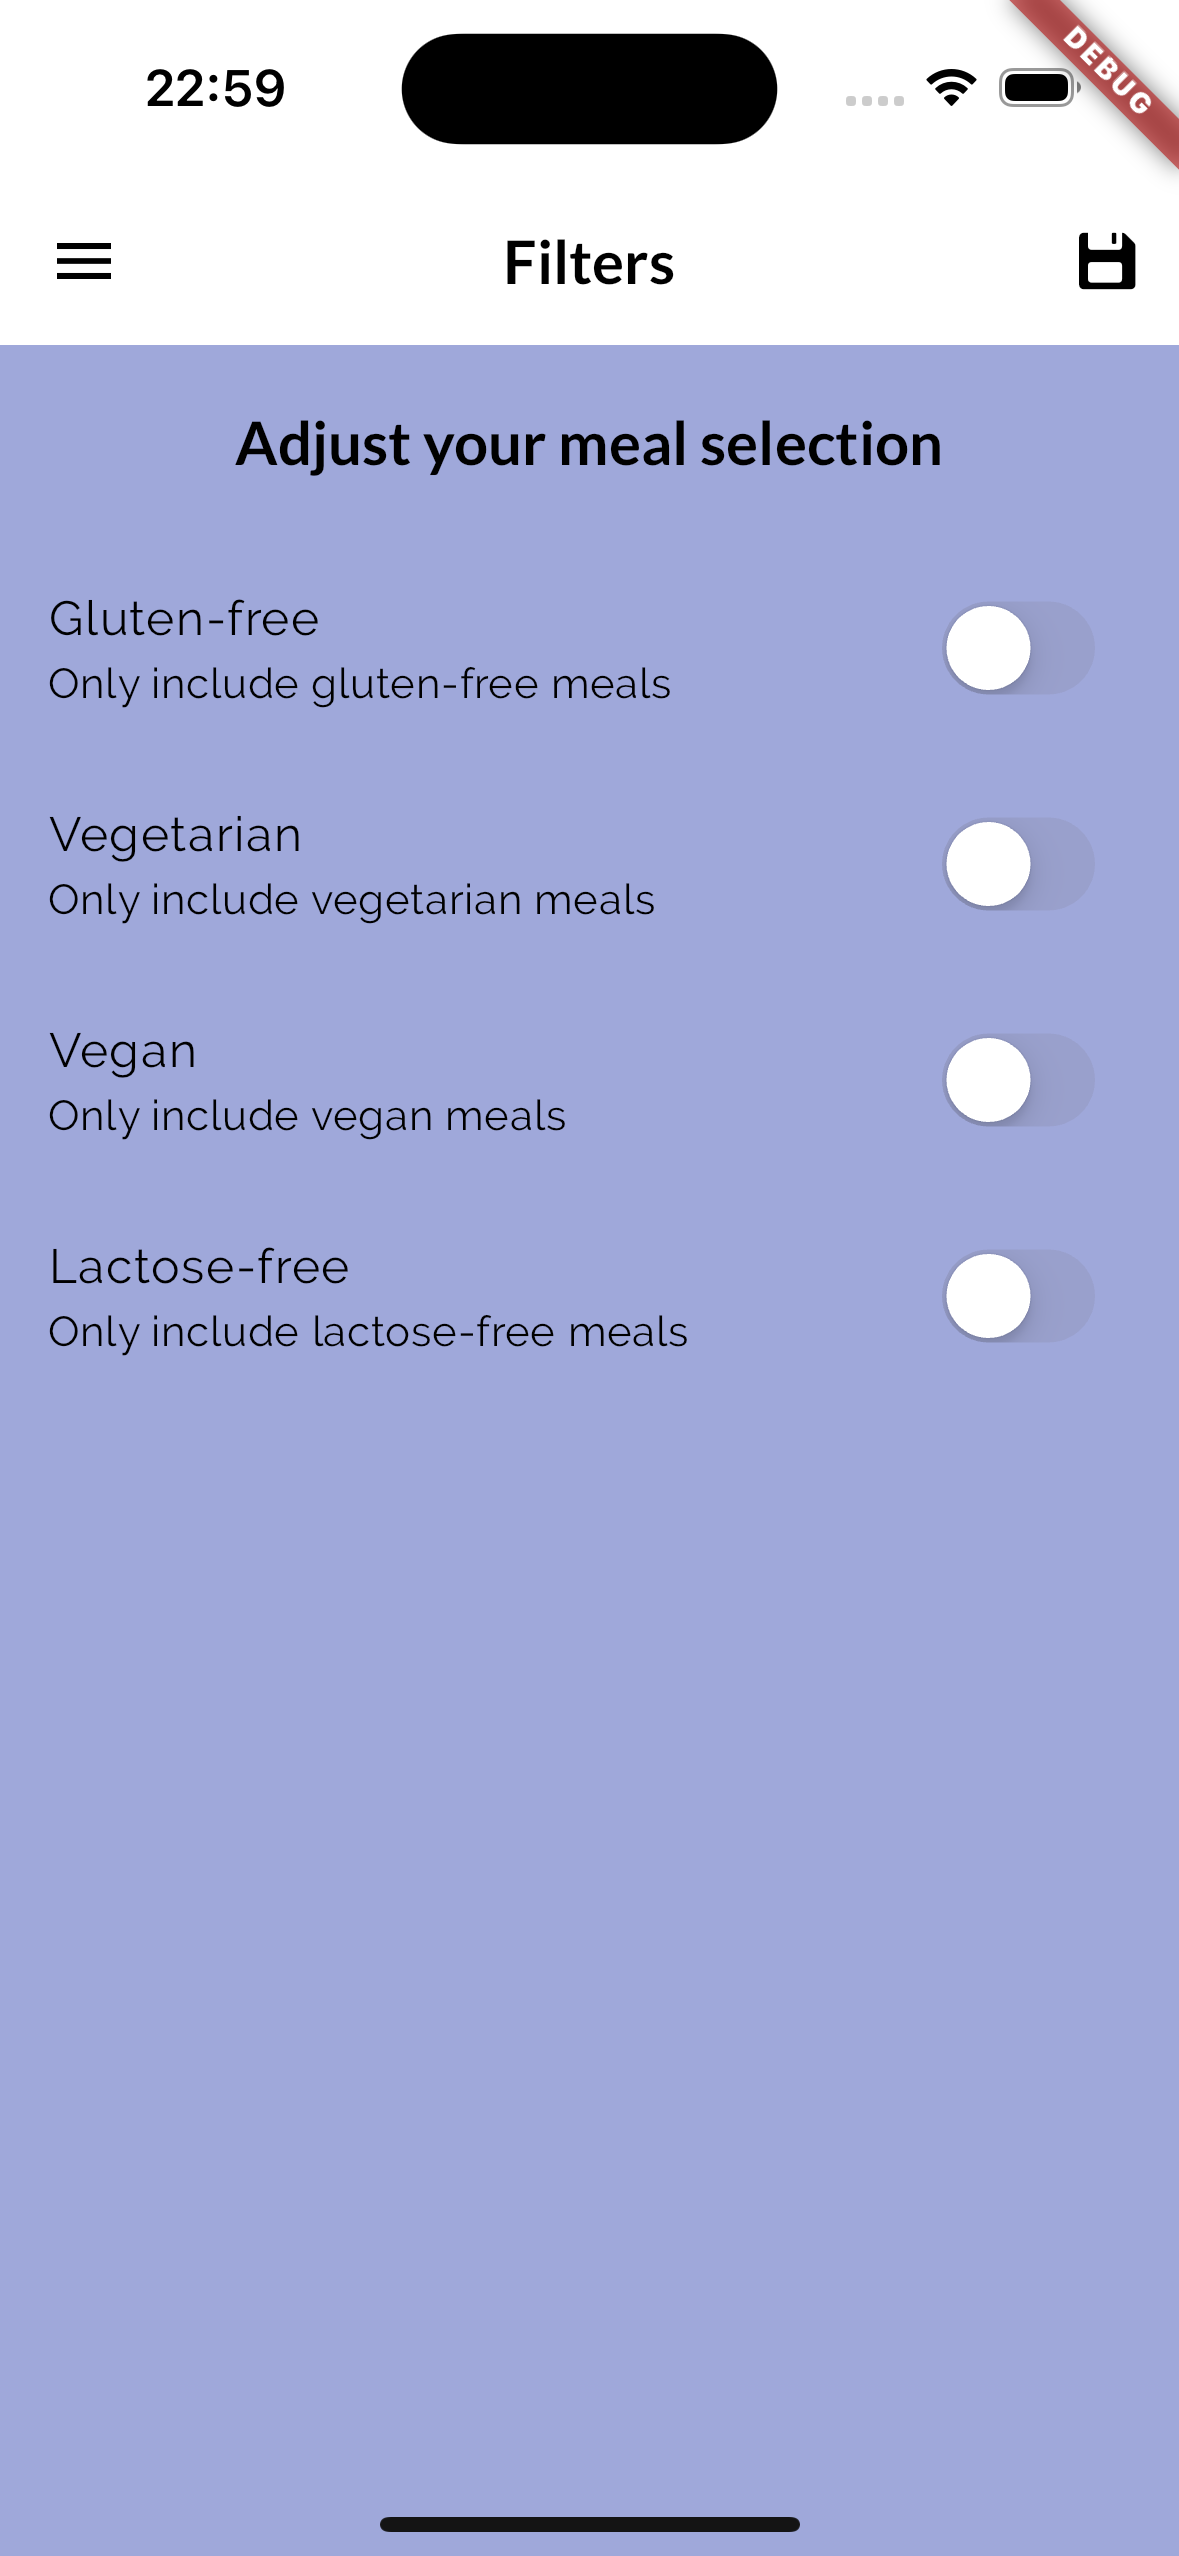 22:59
DEBUG
Filters
Adjust your meal selection
Gluten-free
Only include gluten-free meals
Vegetarian
Only include vegetarian meals
Vegan
Only include vegan meals
Lactose-free
Only include lactose-free meals